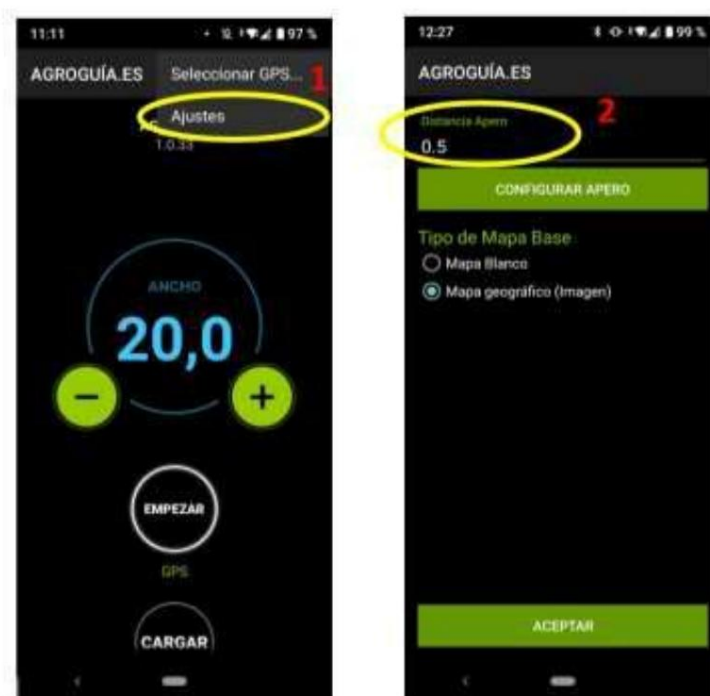 11:11
97 %
AGROGUÍA.ES
Seleccionar GPS...
1
Ajustes
1.0.33
ANCHO
20,0
−
+
EMPEZAR
GPS
CARGAR
12:27
99 %
AGROGUÍA.ES
2
Distancia Apero
0.5
CONFIGURAR APERO
Tipo de Mapa Base
Mapa Blanco
Mapa geográfico (Imagen)
ACEPTAR